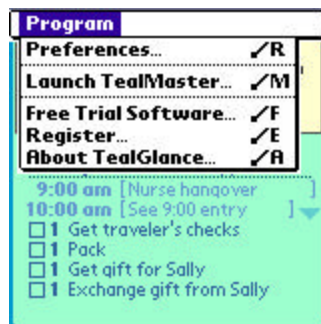 Program
Preferences... ✓R
Launch TealMaster... ✓M
Free Trial Software... ✓F
Register... ✓E
About TealGlance... ✓A
9:00 am [Nurse hangover ]
10:00 am [See 9:00 entry ]
1 Get traveler's checks
1 Pack
1 Get gift for Sally
1 Exchange gift from Sally